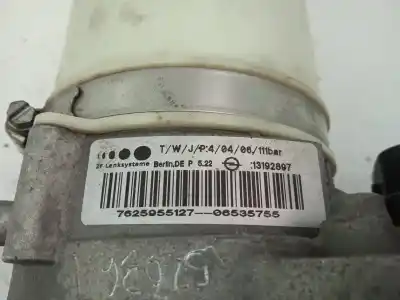 T/W/J/P:4/04/06/111bar
ZF Lenksysteme Berlin,DE P 5.22 :13192897
7625955127--06535755